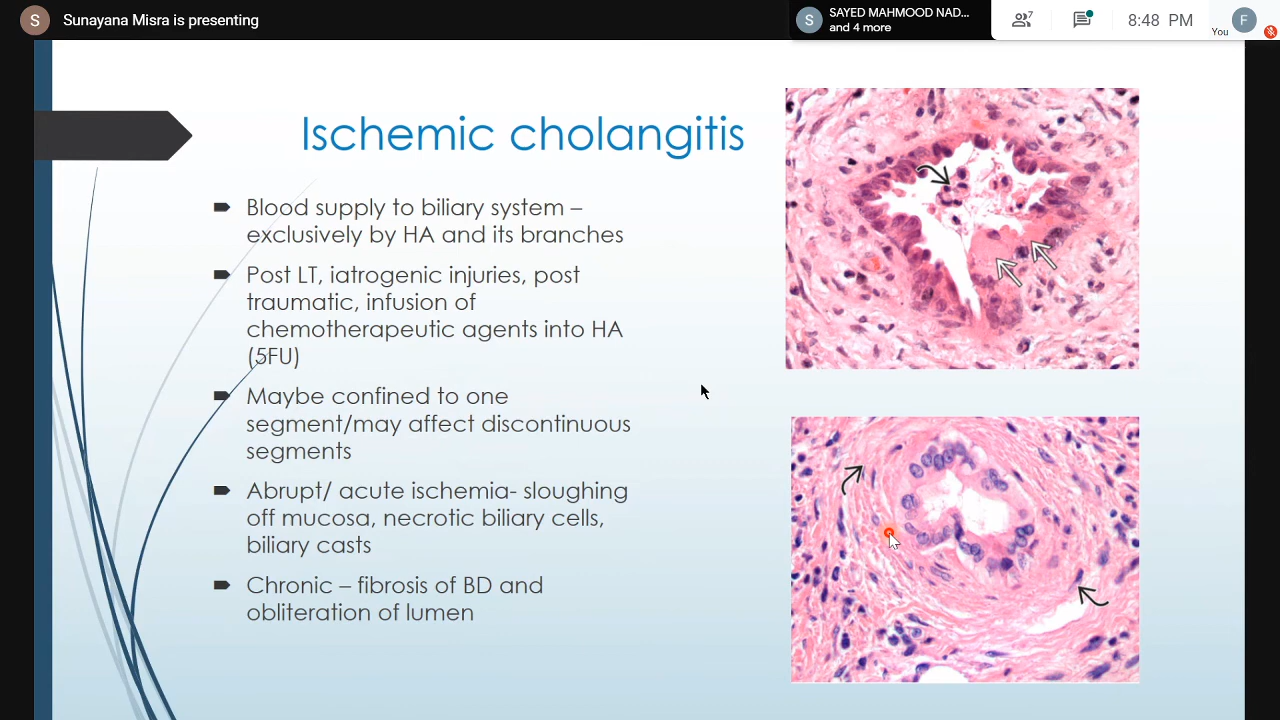 S
Sunayana Misra is presenting
S
SAYED MAHMOOD NAD...
and 4 more
7
8:48 PM
You
F
Ischemic cholangitis
Blood supply to biliary system –
exclusively by HA and its branches
Post LT, iatrogenic injuries, post
traumatic, infusion of
chemotherapeutic agents into HA
(5FU)
Maybe confined to one
segment/may affect discontinuous
segments
Abrupt/ acute ischemia- sloughing
off mucosa, necrotic biliary cells,
biliary casts
Chronic – fibrosis of BD and
obliteration of lumen